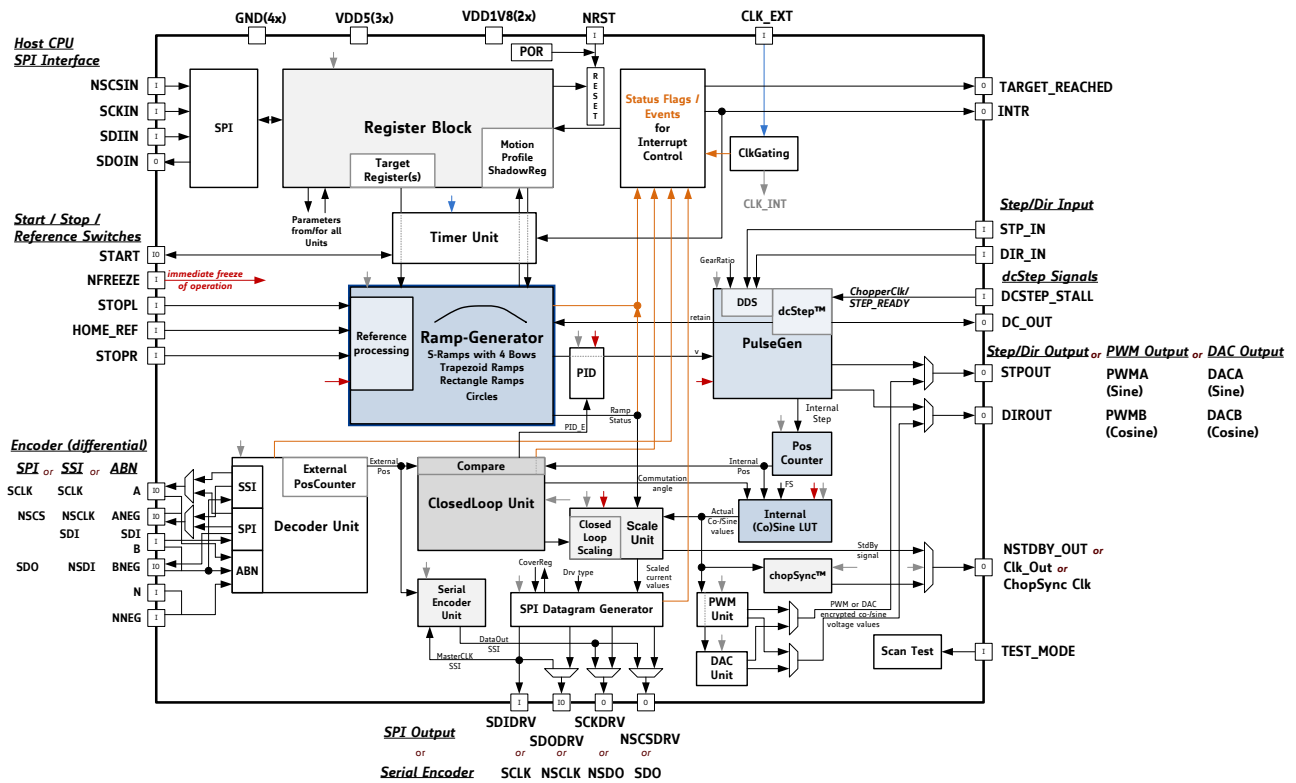 GND(4x)
VDD5(3x)
VDD1V8(2x)
NRST
CLK_EXT
I
I
Host CPU
SPI Interface
NSCSIN
I
SCKIN
I
SDIIN
I
SDOIN
O
SPI
Register Block
Target
Register(s)
Motion
Profile
ShadowReg
POR
R
E
S
E
T
Status Flags /
Events
for
Interrupt
Control
ClkGating
CLK_INT
O
TARGET_REACHED
O
INTR
Parameters
from/for all
Units
Timer Unit
Start / Stop /
Reference Switches
START
IO
NFREEZE
I
immediate freeze
of operation
STOPL
I
HOME_REF
I
STOPR
I
Reference
processing
Ramp-Generator
S-Ramps with 4 Bows
Trapezoid Ramps
Rectangle Ramps
Circles
PID
PID_E
Ramp
Status
retain
v
GearRatio
DDS
dcStep™
PulseGen
ChopperClk/
STEP_READY
Step/Dir Input
I
STP_IN
I
DIR_IN
dcStep Signals
I
DCSTEP_STALL
O
DC_OUT
Step/Dir Output or PWM Output or DAC Output
O
STPOUT
PWMA
(Sine)
DACA
(Sine)
O
DIROUT
PWMB
(Cosine)
DACB
(Cosine)
Internal
Step
Pos
Counter
Internal
Pos
FS
Commutation
angle
Internal
(Co)Sine LUT
Actual
Co-/Sine
values
Encoder (differential)
SPI or SSI or ABN
SCLK
SCLK
A
IO
NSCS
NSCLK
ANEG
IO
SDI
SDI
I
B
SDO
NSDI
BNEG
IO
N
I
NNEG
I
SSI
SPI
ABN
External
PosCounter
Decoder Unit
External
Pos
Compare
ClosedLoop Unit
Closed
Loop
Scaling
Scale
Unit
StdBy
signal
chopSync™
O
NSTDBY_OUT or
Clk_Out or
ChopSync Clk
Serial
Encoder
Unit
CoverReg
Drv type
Scaled
current
values
SPI Datagram Generator
DataOut
SSI
MasterCLK
SSI
PWM
Unit
DAC
Unit
PWM or DAC
encrypted co-/sine
voltage values
Scan Test
I
TEST_MODE
I
IO
O
O
SDIDRV
SCKDRV
SDODRV
NSCSDRV
SPI Output
or
or
or
or
or
Serial Encoder
SCLK
NSCLK
NSDO
SDO